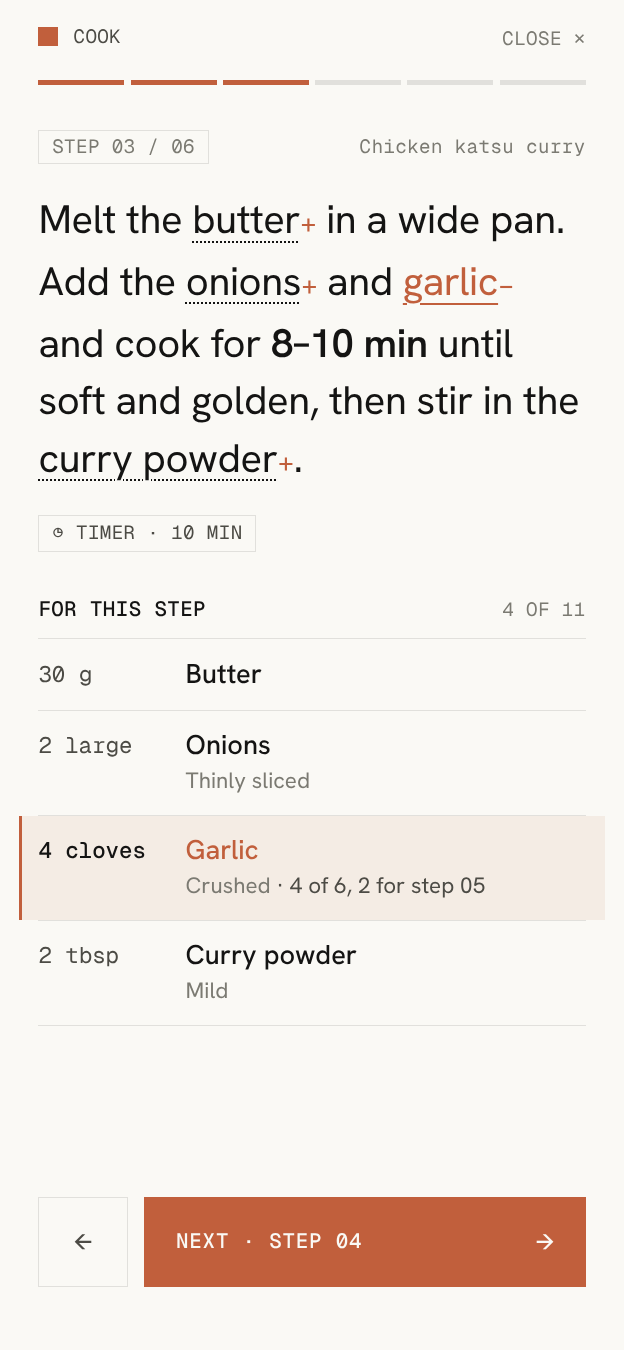 COOK
CLOSE ×
STEP 03 / 06
Chicken katsu curry
Melt the butter+ in a wide pan.
Add the onions+ and garlic–
and cook for 8–10 min until
soft and golden, then stir in the
curry powder+.
◔ TIMER · 10 MIN
FOR THIS STEP
4 OF 11
30 g Butter
2 large Onions
Thinly sliced
4 cloves Garlic
Crushed · 4 of 6, 2 for step 05
2 tbsp Curry powder
Mild
←
NEXT · STEP 04 →